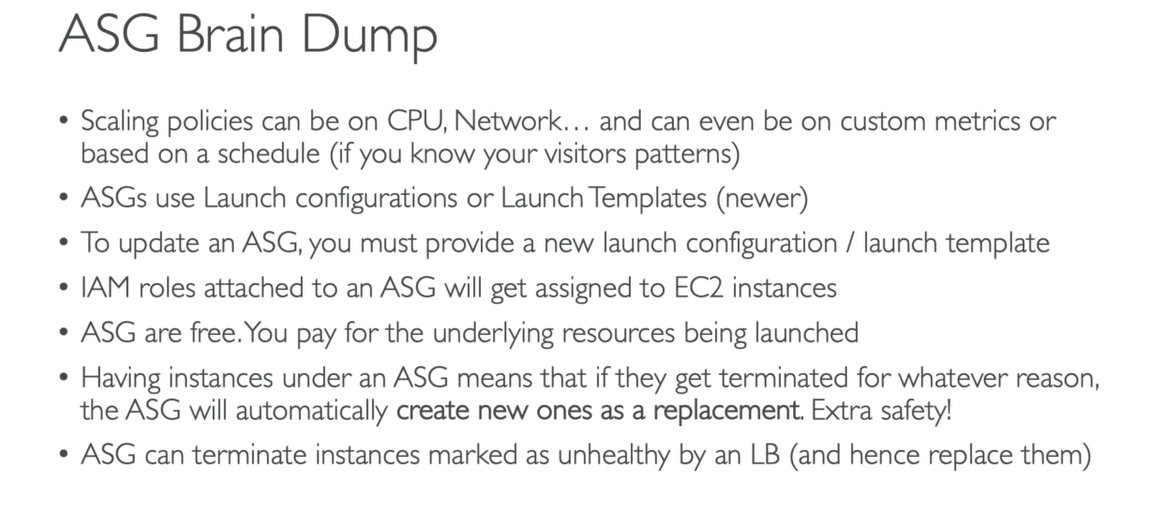 ASG Brain Dump
• Scaling policies can be on CPU, Network… and can even be on custom metrics or
based on a schedule (if you know your visitors patterns)
• ASGs use Launch configurations or Launch Templates (newer)
• To update an ASG, you must provide a new launch configuration / launch template
• IAM roles attached to an ASG will get assigned to EC2 instances
• ASG are free. You pay for the underlying resources being launched
• Having instances under an ASG means that if they get terminated for whatever reason,
the ASG will automatically create new ones as a replacement. Extra safety!
• ASG can terminate instances marked as unhealthy by an LB (and hence replace them)